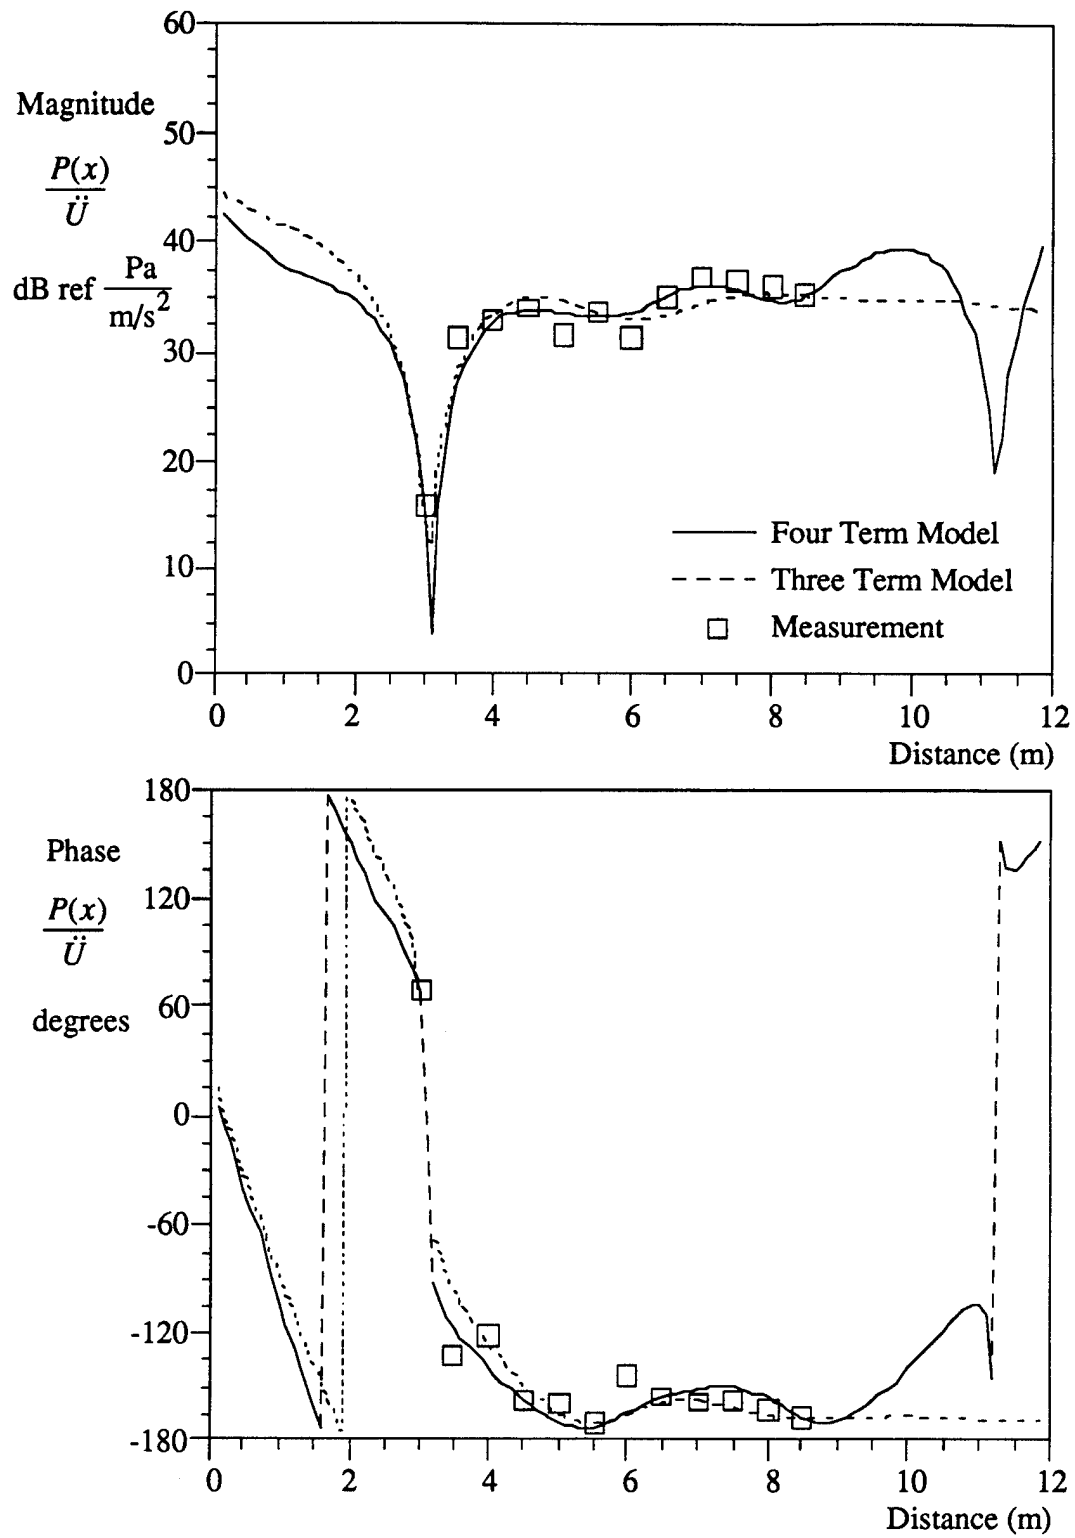 60
Magnitude
50
P(x)
Ü
40
dB ref Pa
m/s²
30
20
Four Term Model
10
Three Term Model
Measurement
0
0 2 4 6 8 10 12
Distance (m)
180
Phase
120
P(x)
Ü
60
degrees
0
-60
-120
-180
0 2 4 6 8 10 12
Distance (m)